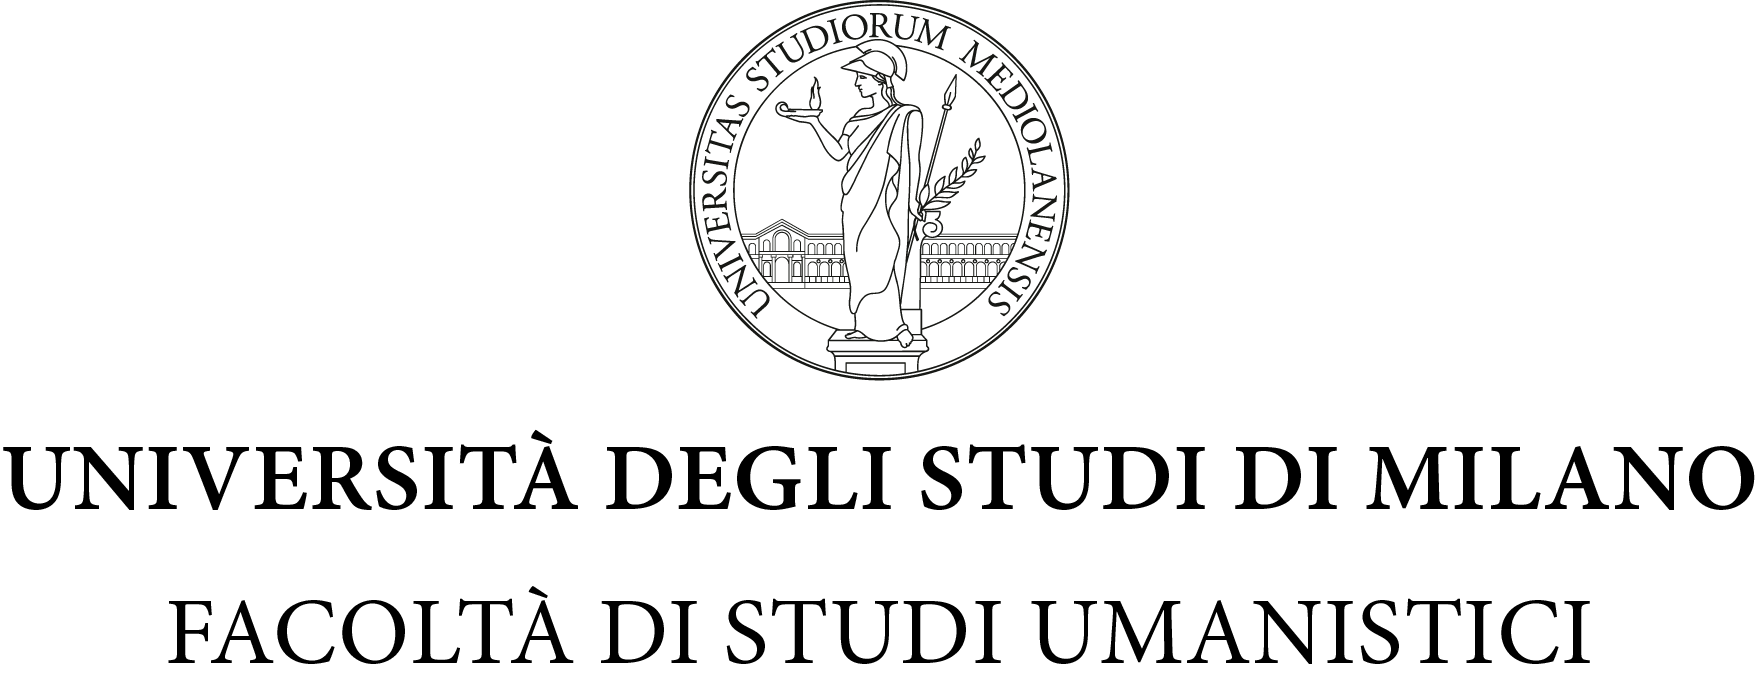 UNIVERSITAS STUDIORUM MEDIOLANENSIS
UNIVERSITÀ DEGLI STUDI DI MILANO
FACOLTÀ DI STUDI UMANISTICI